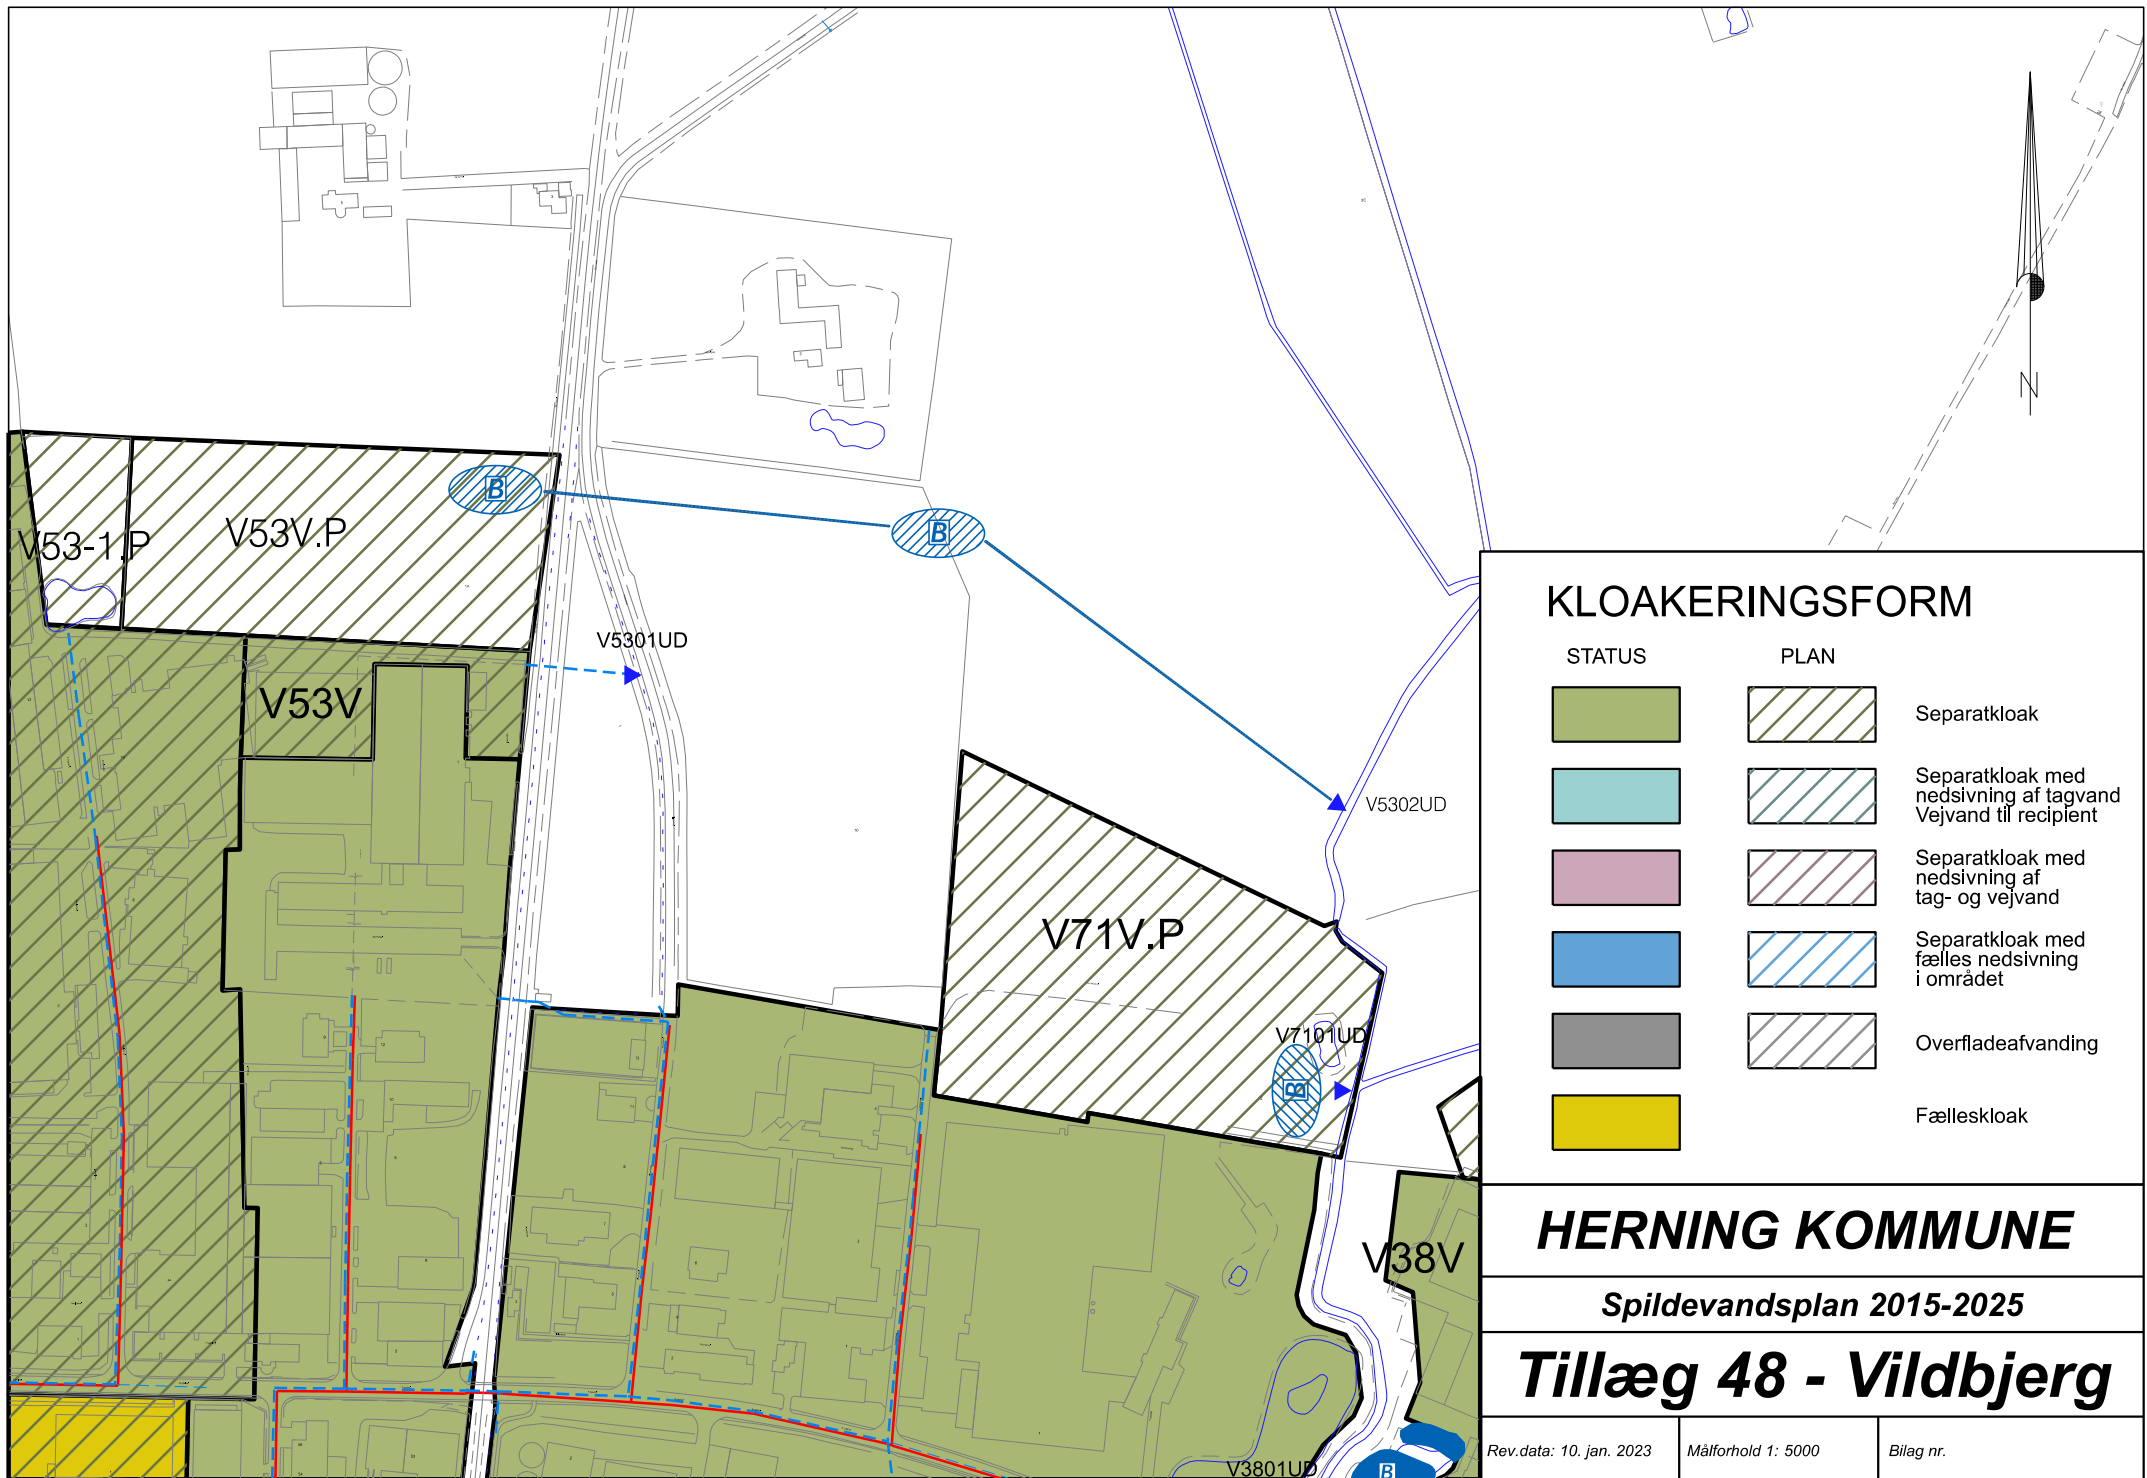 V53-1.P
V53V.P
B
B
V5301UD
V53V
V5302UD
V71V.P
V7101UD
B
V38V
V3801UD
B
N
KLOAKERINGSFORM
STATUS
PLAN
Separatkloak
Separatkloak med
nedsivning af tagvand
Vejvand til recipient
Separatkloak med
nedsivning af
tag- og vejvand
Separatkloak med
fælles nedsivning
i området
Overfladeafvanding
Fælleskloak
HERNING KOMMUNE
Spildevandsplan 2015-2025
Tillæg 48 - Vildbjerg
Rev.data: 10. jan. 2023
Målforhold 1: 5000
Bilag nr.